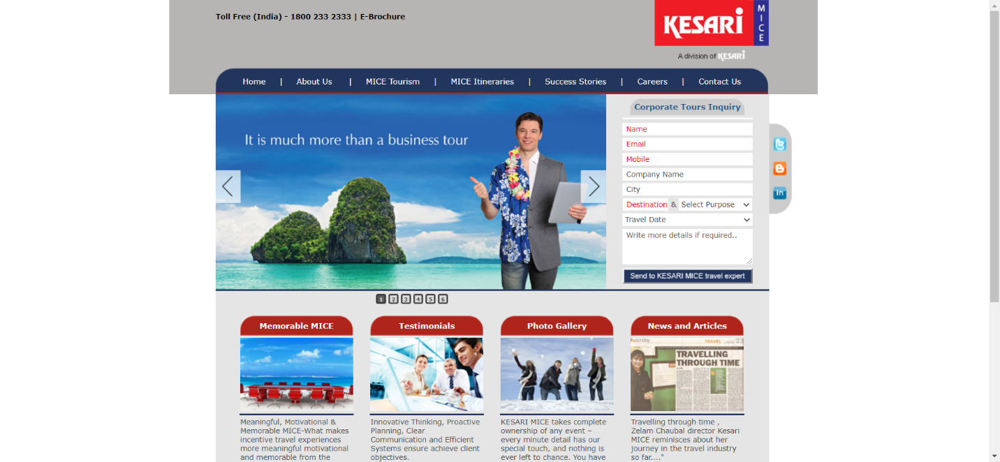 Toll Free (India) - 1800 233 2333 | E-Brochure
KESARi
MICE
A division of KESARi
Home | About Us | MICE Tourism | MICE Itineraries | Success Stories | Careers | Contact Us
It is much more than a business tour
Corporate Tours Inquiry
Name
Email
Mobile
Company Name
City
Destination & Select Purpose
Travel Date
Write more details if required..
Send to KESARI MICE travel expert
in
1 2 3 4 5 6
Memorable MICE
Meaningful, Motivational &
Memorable MICE-What makes
incentive travel experiences
more meaningful motivational
and memorable from the
Testimonials
Innovative Thinking, Proactive
Planning, Clear
Communication and Efficient
Systems ensure achieve client
objectives.
Photo Gallery
KESARI MICE takes complete
ownership of any event –
every minute detail has our
special touch, and nothing is
ever left to chance. You have
News and Articles
TRAVEL
23
TRAVELLING
THROUGH TIME
Travelling through time ,
Zelam Chaubal director Kesari
MICE reminisces about her
journey in the travel industry
so far...."